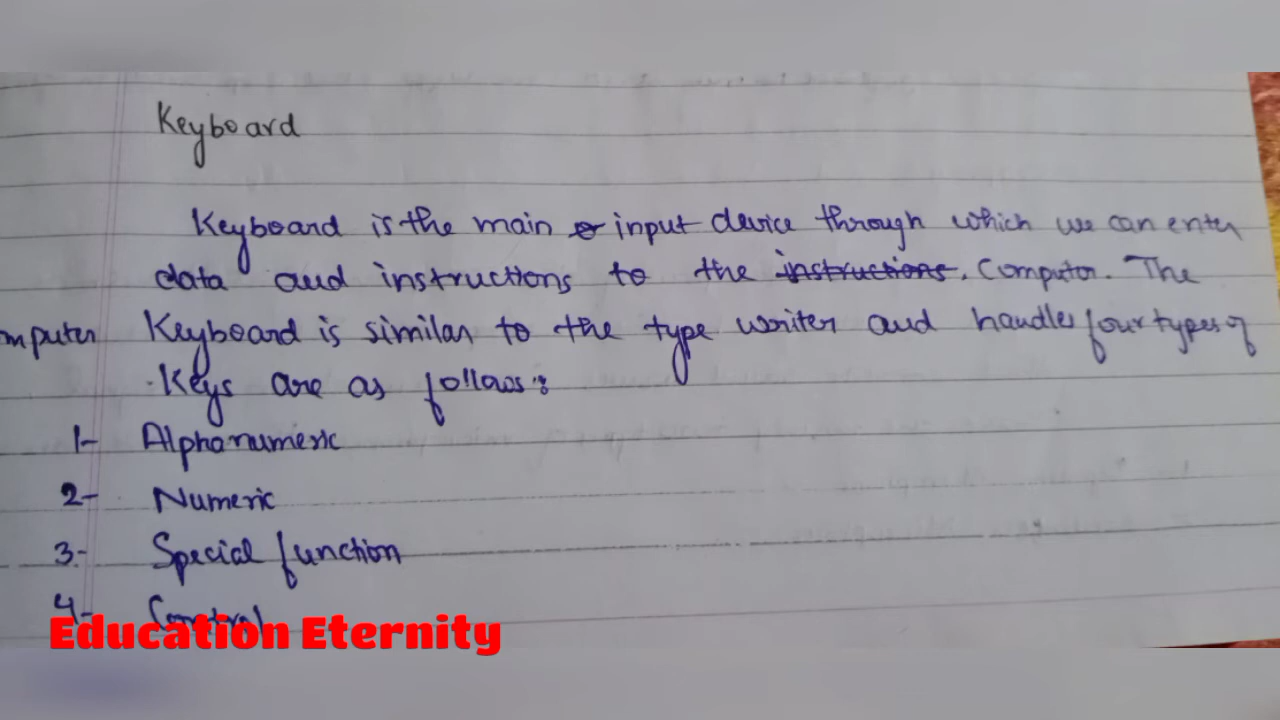 Keyboard
Keyboard is the main or input device through which we can enter
data and instructions to the instructions. Computer. The
mputer Keyboard is similar to the type writer and handles four types of
Keys are as follows:
1- Alphanumeric
2- Numeric
3- Special function
4- Control
Education Eternity